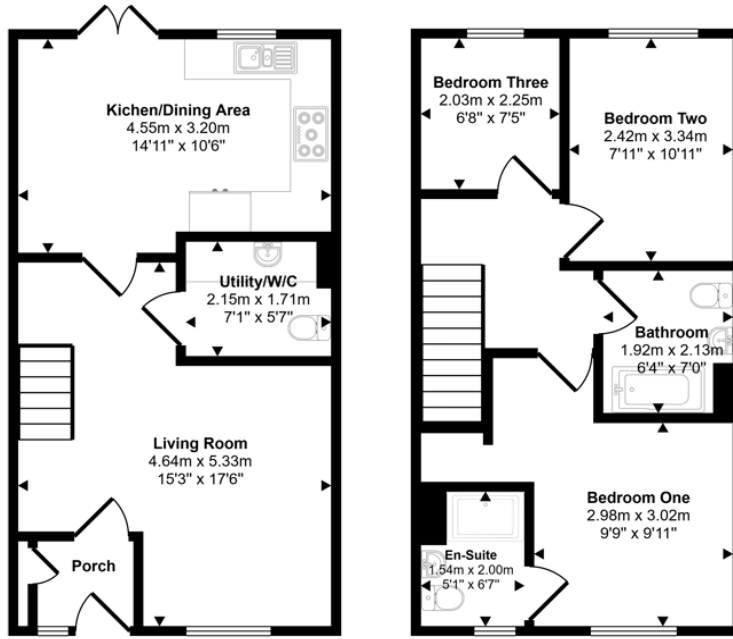 Kichen/Dining Area
4.55m x 3.20m
14'11" x 10'6"
Utility/W/C
2.15m x 1.71m
7'1" x 5'7"
Living Room
4.64m x 5.33m
15'3" x 17'6"
Porch
Bedroom Three
2.03m x 2.25m
6'8" x 7'5"
Bedroom Two
2.42m x 3.34m
7'11" x 10'11"
Bathroom
1.92m x 2.13m
6'4" x 7'0"
Bedroom One
2.98m x 3.02m
9'9" x 9'11"
En-Suite
1.54m x 2.00m
5'1" x 6'7"